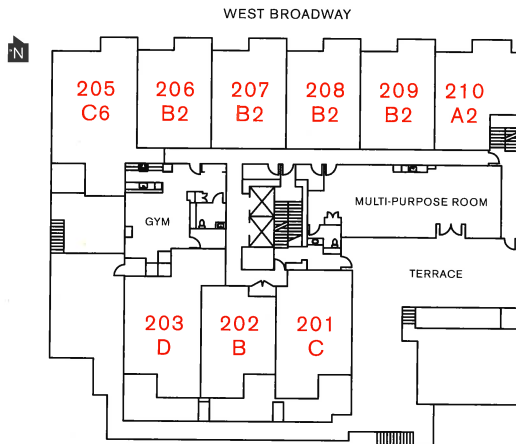 WEST BROADWAY
N
205
C6
206
B2
207
B2
208
B2
209
B2
210
A2
GYM
MULTI-PURPOSE ROOM
TERRACE
203
D
202
B
201
C